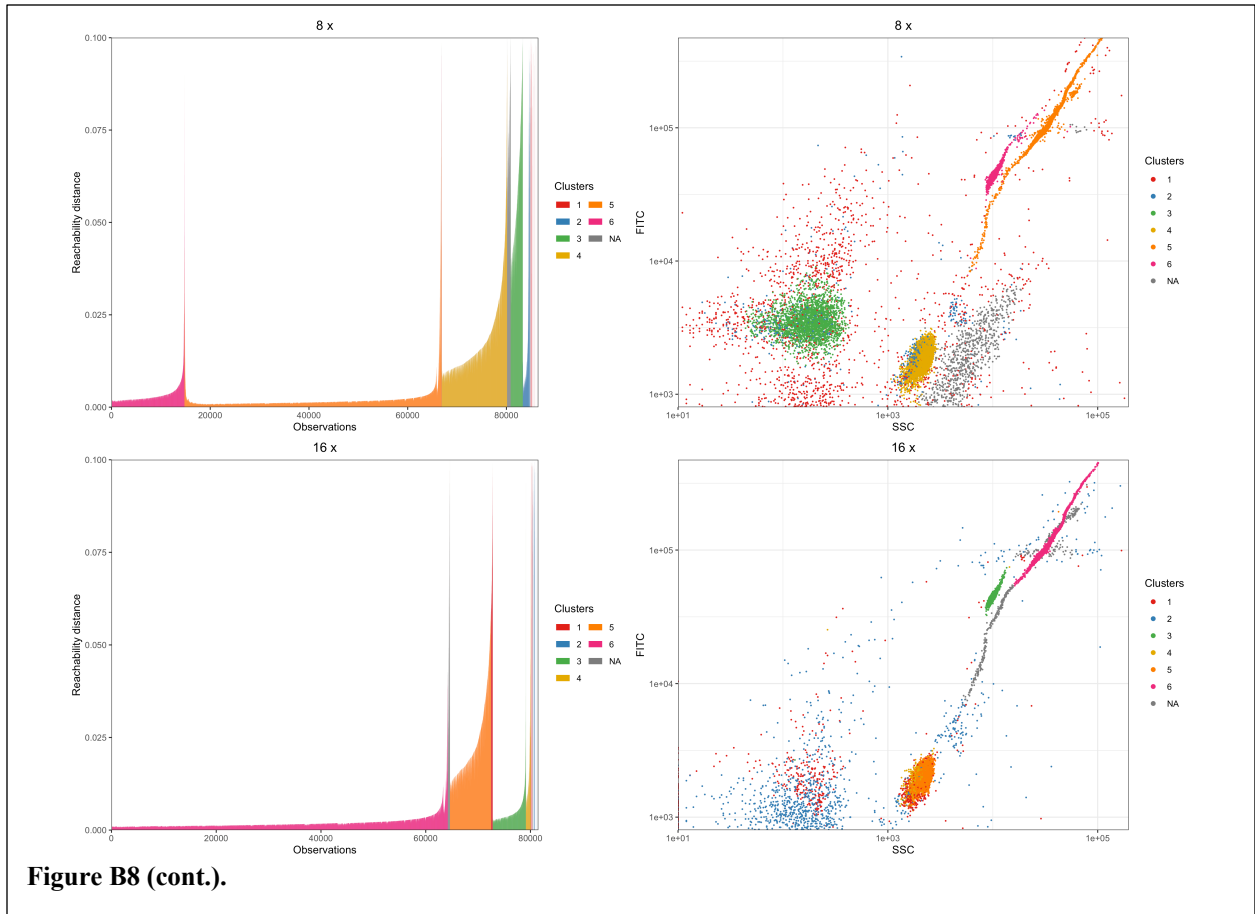 8 x
0.100
0.075
0.050
0.025
0.000
Reachability distance
0
20000
40000
60000
80000
Observations
Clusters
1 5
2 6
3 NA
4
8 x
1e+05
1e+04
1e+03
FITC
1e+01
1e+03
1e+05
SSC
Clusters
1
2
3
4
5
6
NA
16 x
0.100
0.075
0.050
0.025
0.000
Reachability distance
0
20000
40000
60000
80000
Observations
Clusters
1 5
2 6
3 NA
4
16 x
1e+05
1e+04
1e+03
FITC
1e+01
1e+03
1e+05
SSC
Clusters
1
2
3
4
5
6
NA
Figure B8 (cont.).